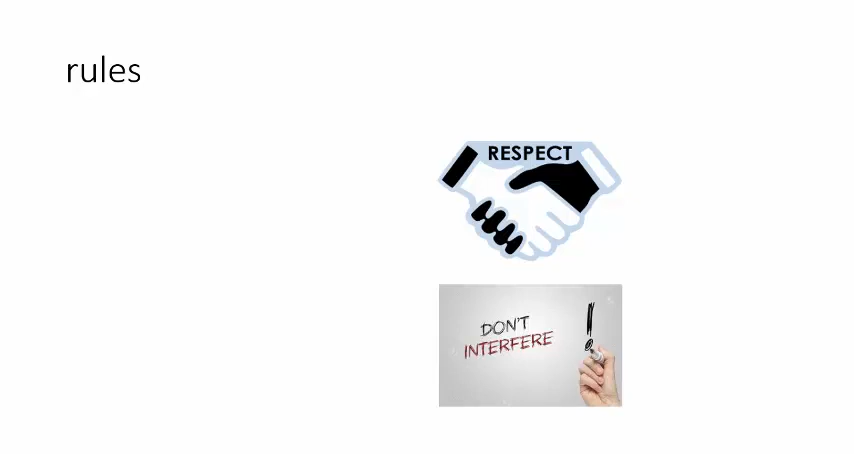 rules
RESPECT
DON'T
INTERFERE
!